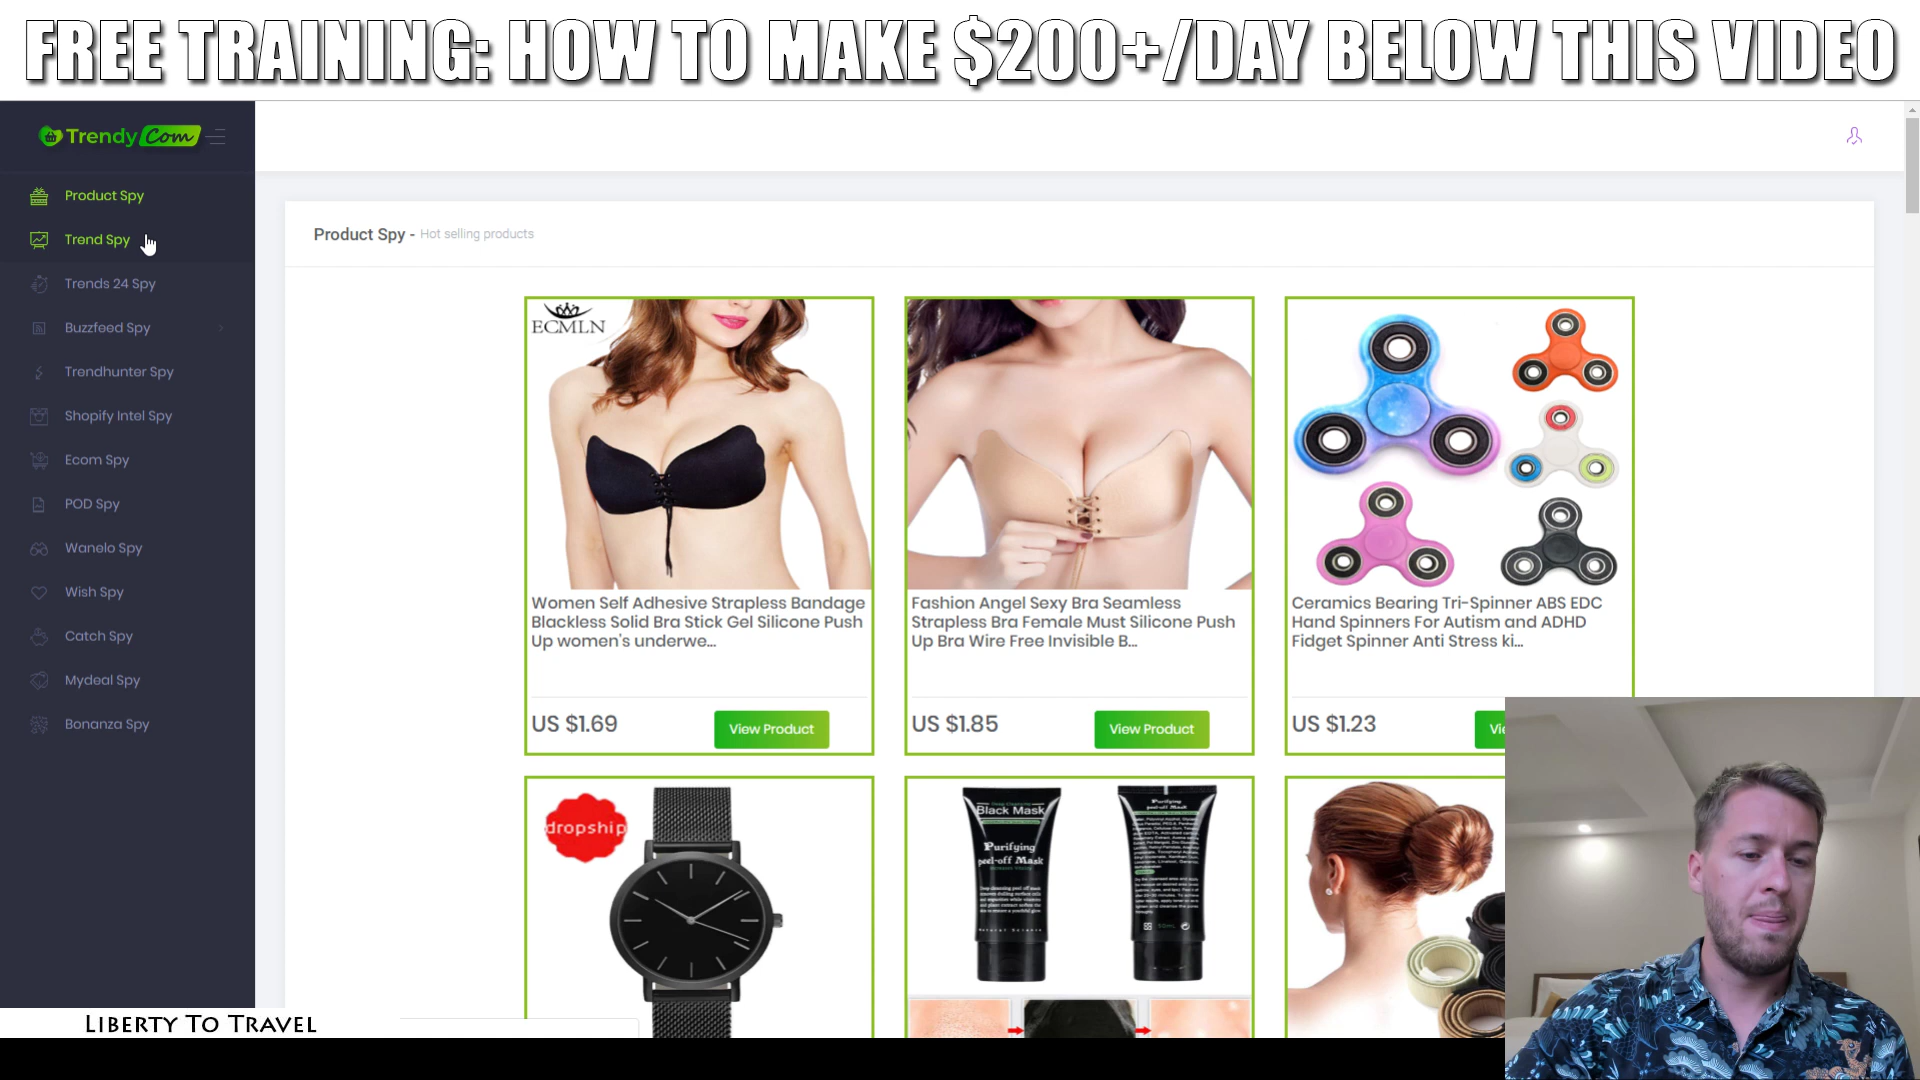 FREE TRAINING: HOW TO MAKE $200+/DAY BELOW THIS VIDEO
Trendy Com
Product Spy
Trend Spy
Trends 24 Spy
Buzzfeed Spy
Trendhunter Spy
Shopify Intel Spy
Ecom Spy
POD Spy
Wanelo Spy
Wish Spy
Catch Spy
Mydeal Spy
Bonanza Spy
Product Spy - Hot selling products
ECMLN
Women Self Adhesive Strapless Bandage
Blackless Solid Bra Stick Gel Silicone Push
Up women's underwe...
US $1.69
View Product
Fashion Angel Sexy Bra Seamless
Strapless Bra Female Must Silicone Push
Up Bra Wire Free Invisible B...
US $1.85
View Product
Ceramics Bearing Tri-Spinner ABS EDC
Hand Spinners For Autism and ADHD
Fidget Spinner Anti Stress ki...
US $1.23
dropship
Black Mask
Purifying
peel-off Mask
LIBERTY TO TRAVEL